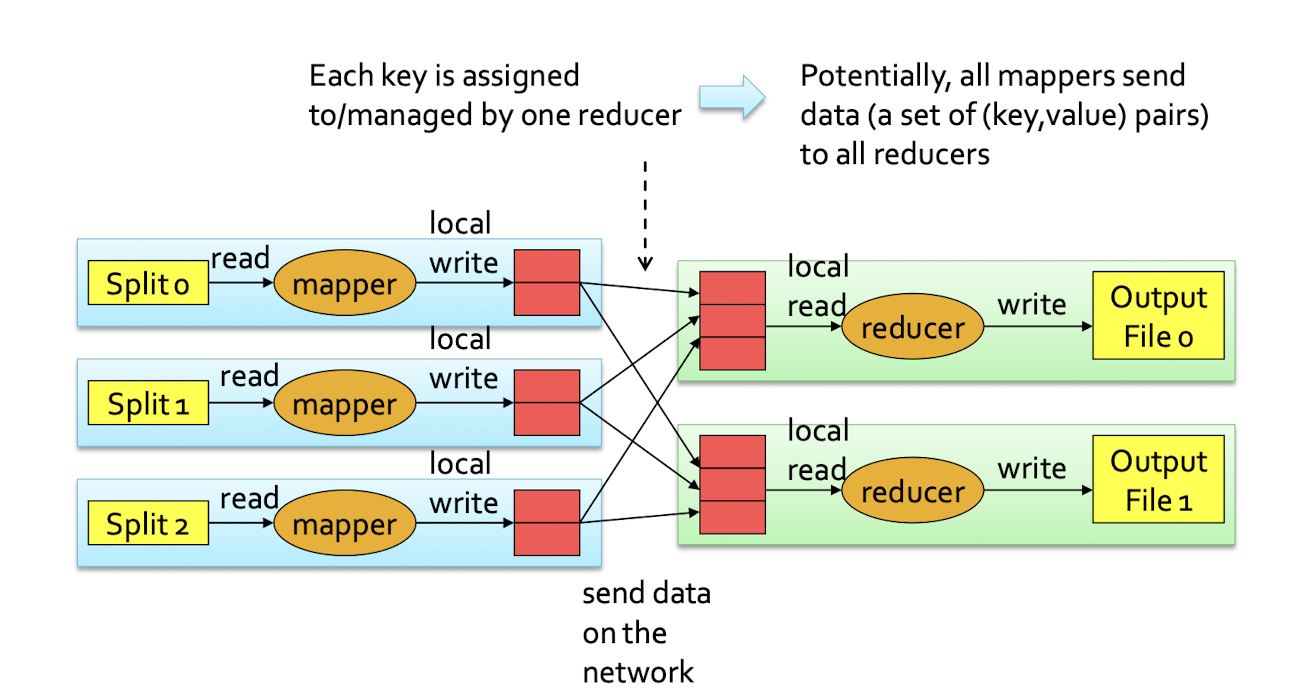 Each key is assigned
to/managed by one reducer
Potentially, all mappers send
data (a set of (key,value) pairs)
to all reducers
Split 0
read
mapper
local
write
Split 1
read
mapper
local
write
Split 2
read
mapper
local
write
local
read
reducer
write
Output
File 0
local
read
reducer
write
Output
File 1
send data
on the
network